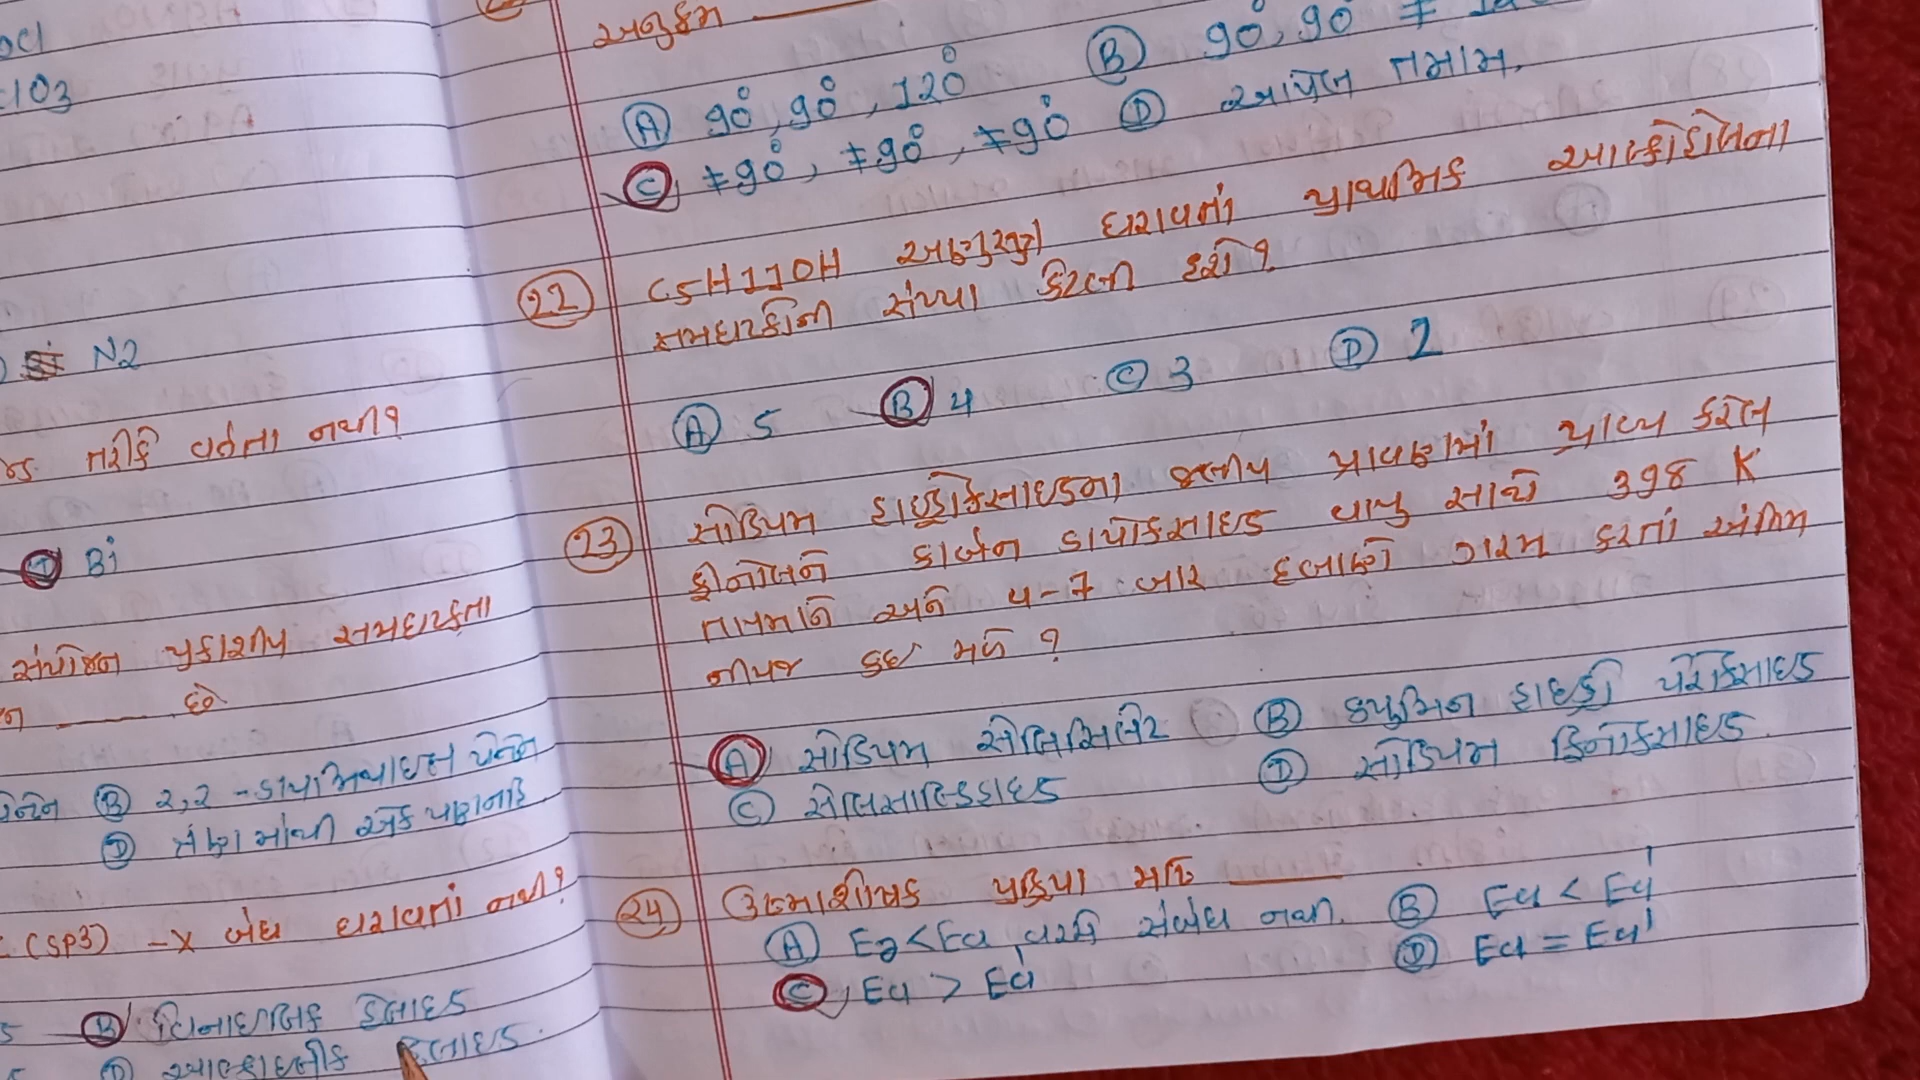 OCl
ClO3
N2
તરીકે વર્તતા નથી?
D Bi
સંયોજન પ્રકાશીય સમઘટકતા
છે
B 2,2 -ડાયમિથાઇલ પેન્ટેન
D ત્રણ માંથી એક પણ નહિ
(SP3) -X બંધ ધરાવતાં નથી?
B વિનાઇલિક હેલાઇડ
D આલ્કાઇલીક હેલાઇડ.
અનુક્રમ
A 90°, 90°, 120° B 90°, 90° ≠
C ≠90°, ≠90°, ≠90° D આપેલ તમામ.
22 C5H11OH અણુસૂત્ર ધરાવતાં પ્રાથમિક આલ્કોહોલના
સમઘટકોની સંખ્યા કેટલી હશે?
A 5 B 4 C 3 D 2
23 સોડિયમ હાઇડ્રોક્સાઇડના જલીય દ્રાવણમાં પ્રાપ્ય કરેલ
ફીનોલને કાર્બન ડાયોક્સાઇડ વાયુ સાથે 398 K
તાપમાને અને 4-7 બાર દબાણે ગરમ કરતાં અંતિમ
નીપજ કઇ મળે ?
A સોડિયમ સેલિસિલેટ B ક્યુમિન હાઇડ્રો પેરોક્સાઇડ
C સેલિસાલ્ડિહાઇડ D સોડિયમ ફિનોક્સાઇડ
24 ઉષ્માશોષક પ્રક્રિયા માટે
A Ea<Ea' વચ્ચે સંબંધ નથી. B Ea < Ea'
C Ea > Ea' D Ea = Ea'